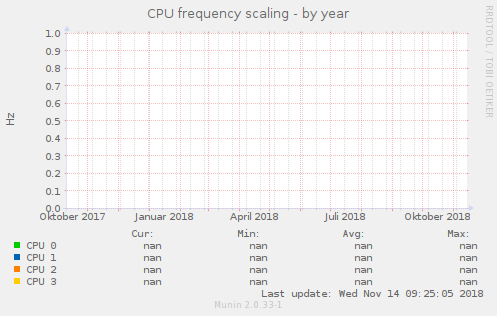 CPU frequency scaling - by year
RRDTOOL / TOBI OETIKER
Hz
1.0
0.9
0.8
0.7
0.6
0.5
0.4
0.3
0.2
0.1
0.0
Oktober 2017 Januar 2018 April 2018 Juli 2018 Oktober 2018
Cur: Min: Avg: Max:
CPU 0 nan nan nan nan
CPU 1 nan nan nan nan
CPU 2 nan nan nan nan
CPU 3 nan nan nan nan
Last update: Wed Nov 14 09:25:05 2018
Munin 2.0.33-1